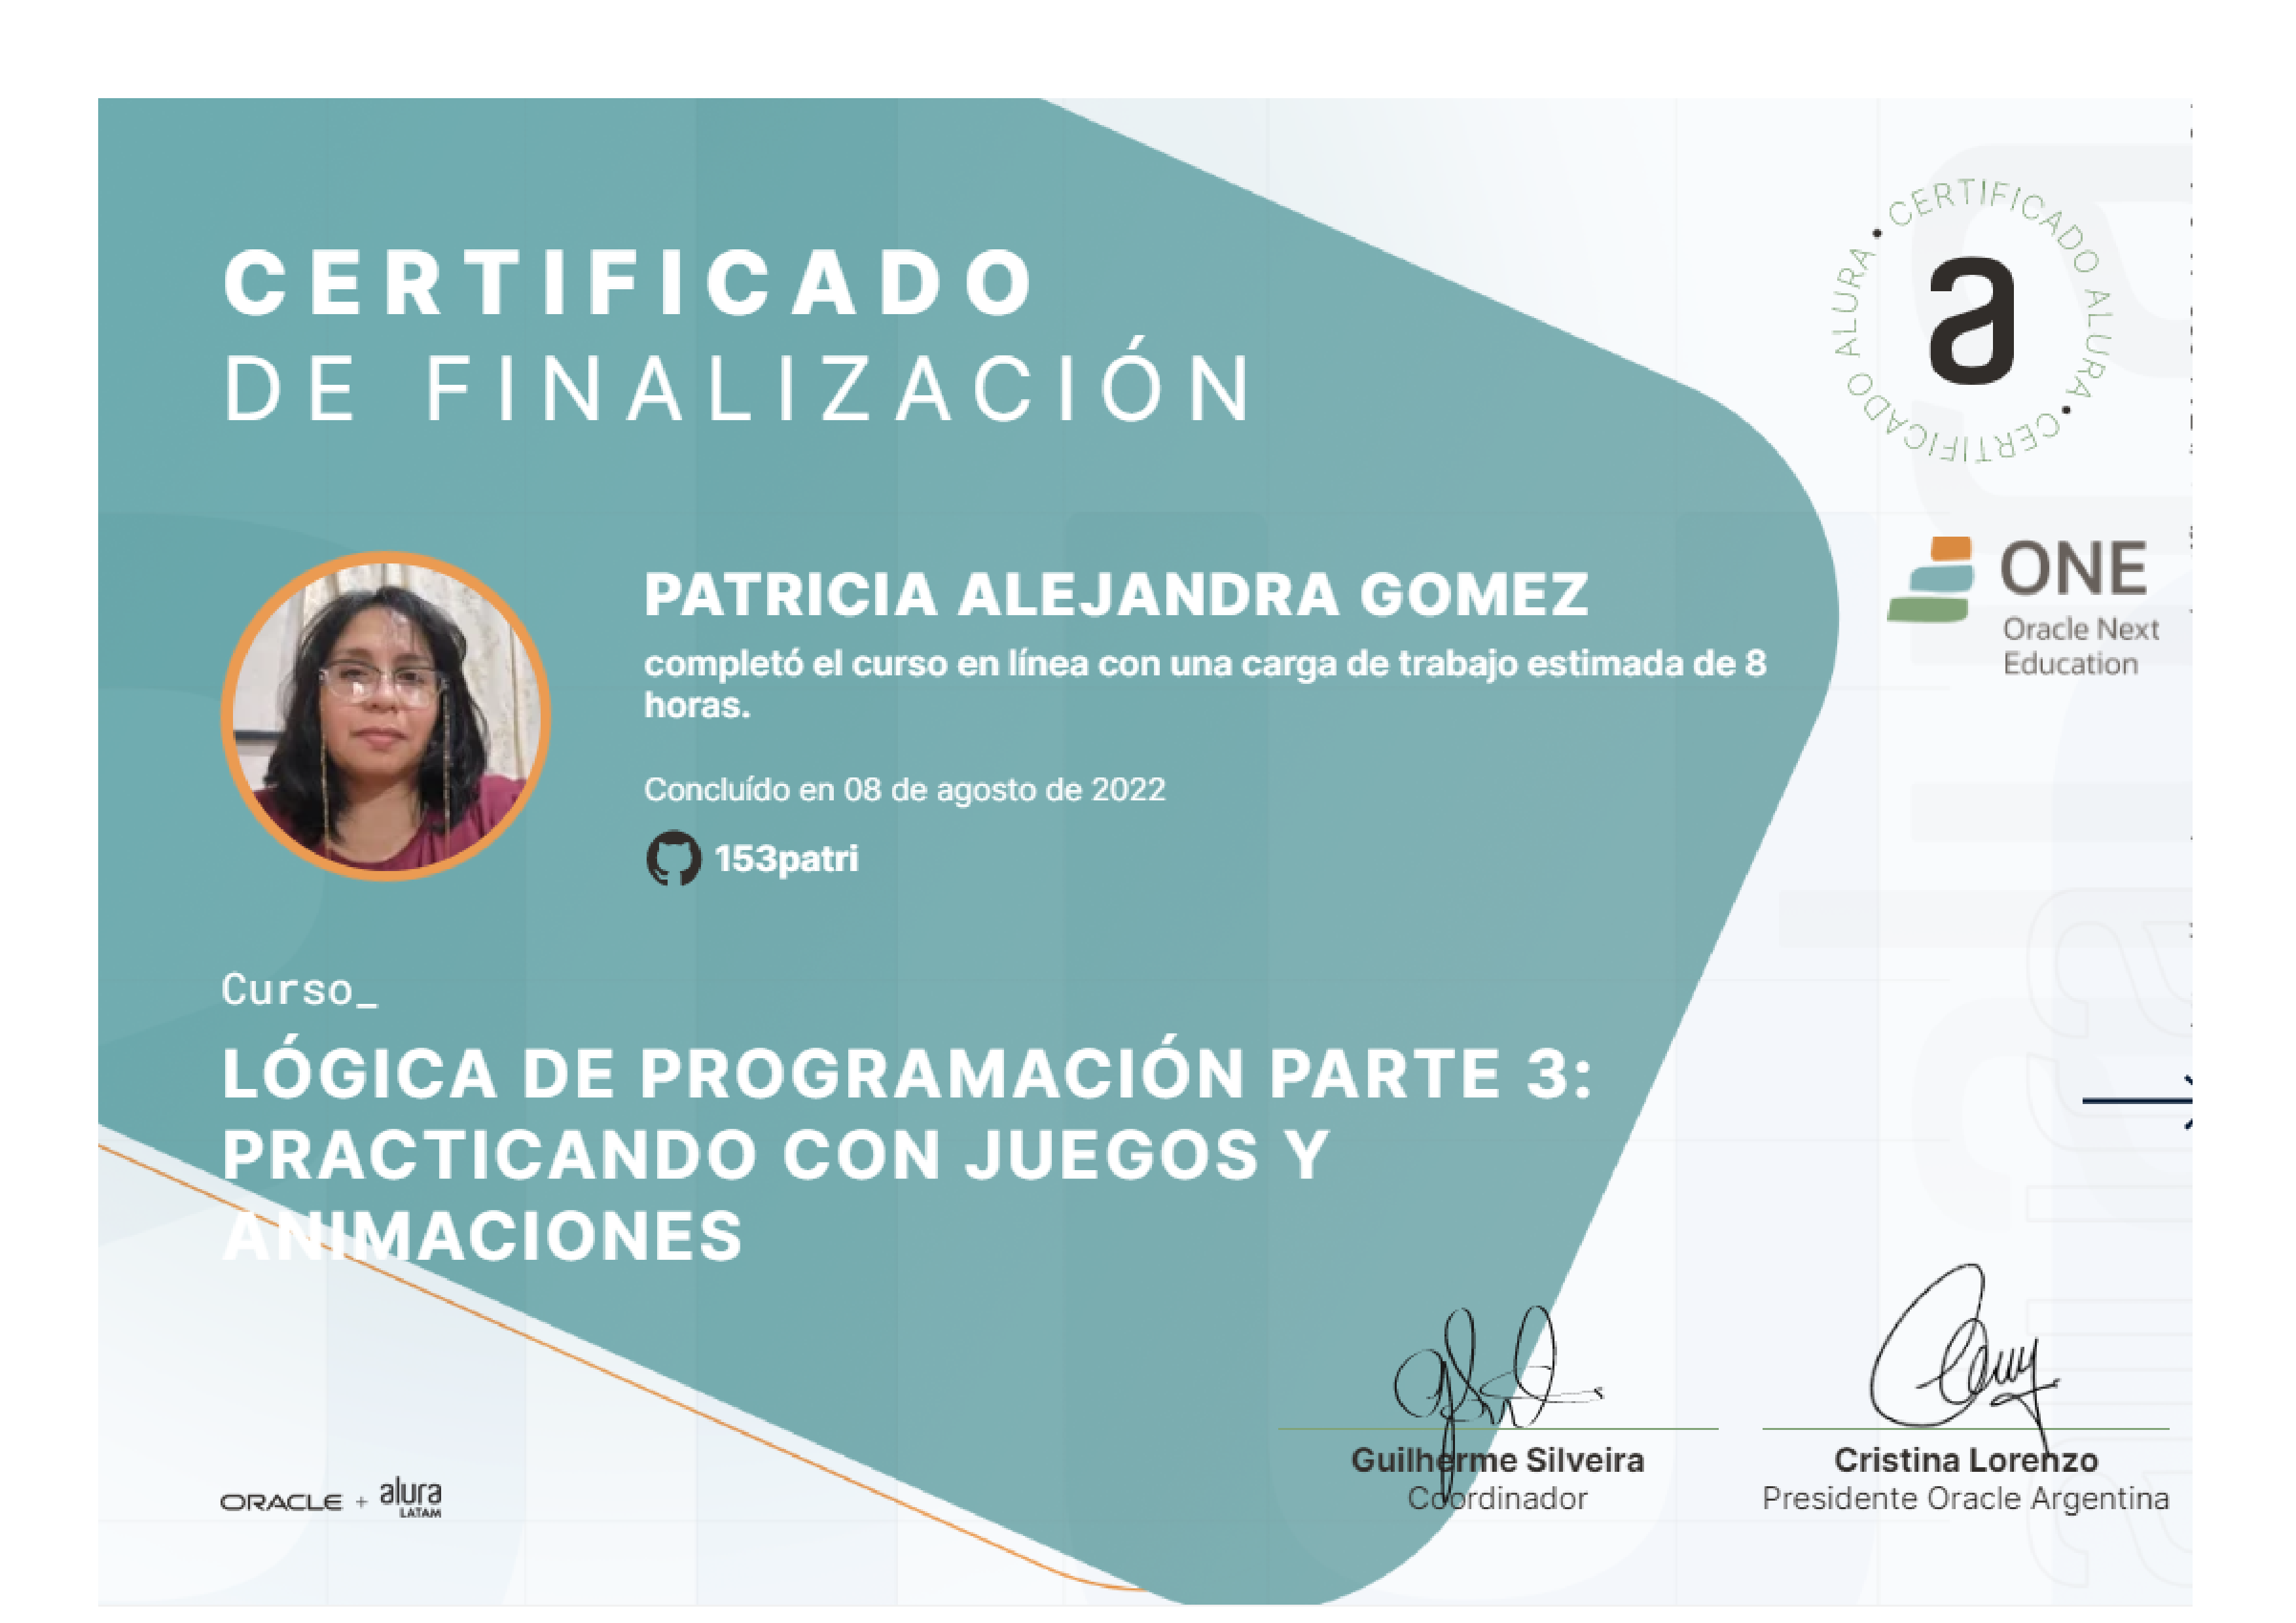 CERTIFICADO
DE FINALIZACIÓN
CERTIFICADO ALURA • CERTIFICADO ALURA •
a
ONE
Oracle Next
Education
PATRICIA ALEJANDRA GOMEZ
completó el curso en línea con una carga de trabajo estimada de 8
horas.
Concluído en 08 de agosto de 2022
153patri
Curso_
LÓGICA DE PROGRAMACIÓN PARTE 3:
PRACTICANDO CON JUEGOS Y
ANIMACIONES
Guilherme Silveira
Coordinador
Cristina Lorenzo
Presidente Oracle Argentina
ORACLE + alura
LATAM